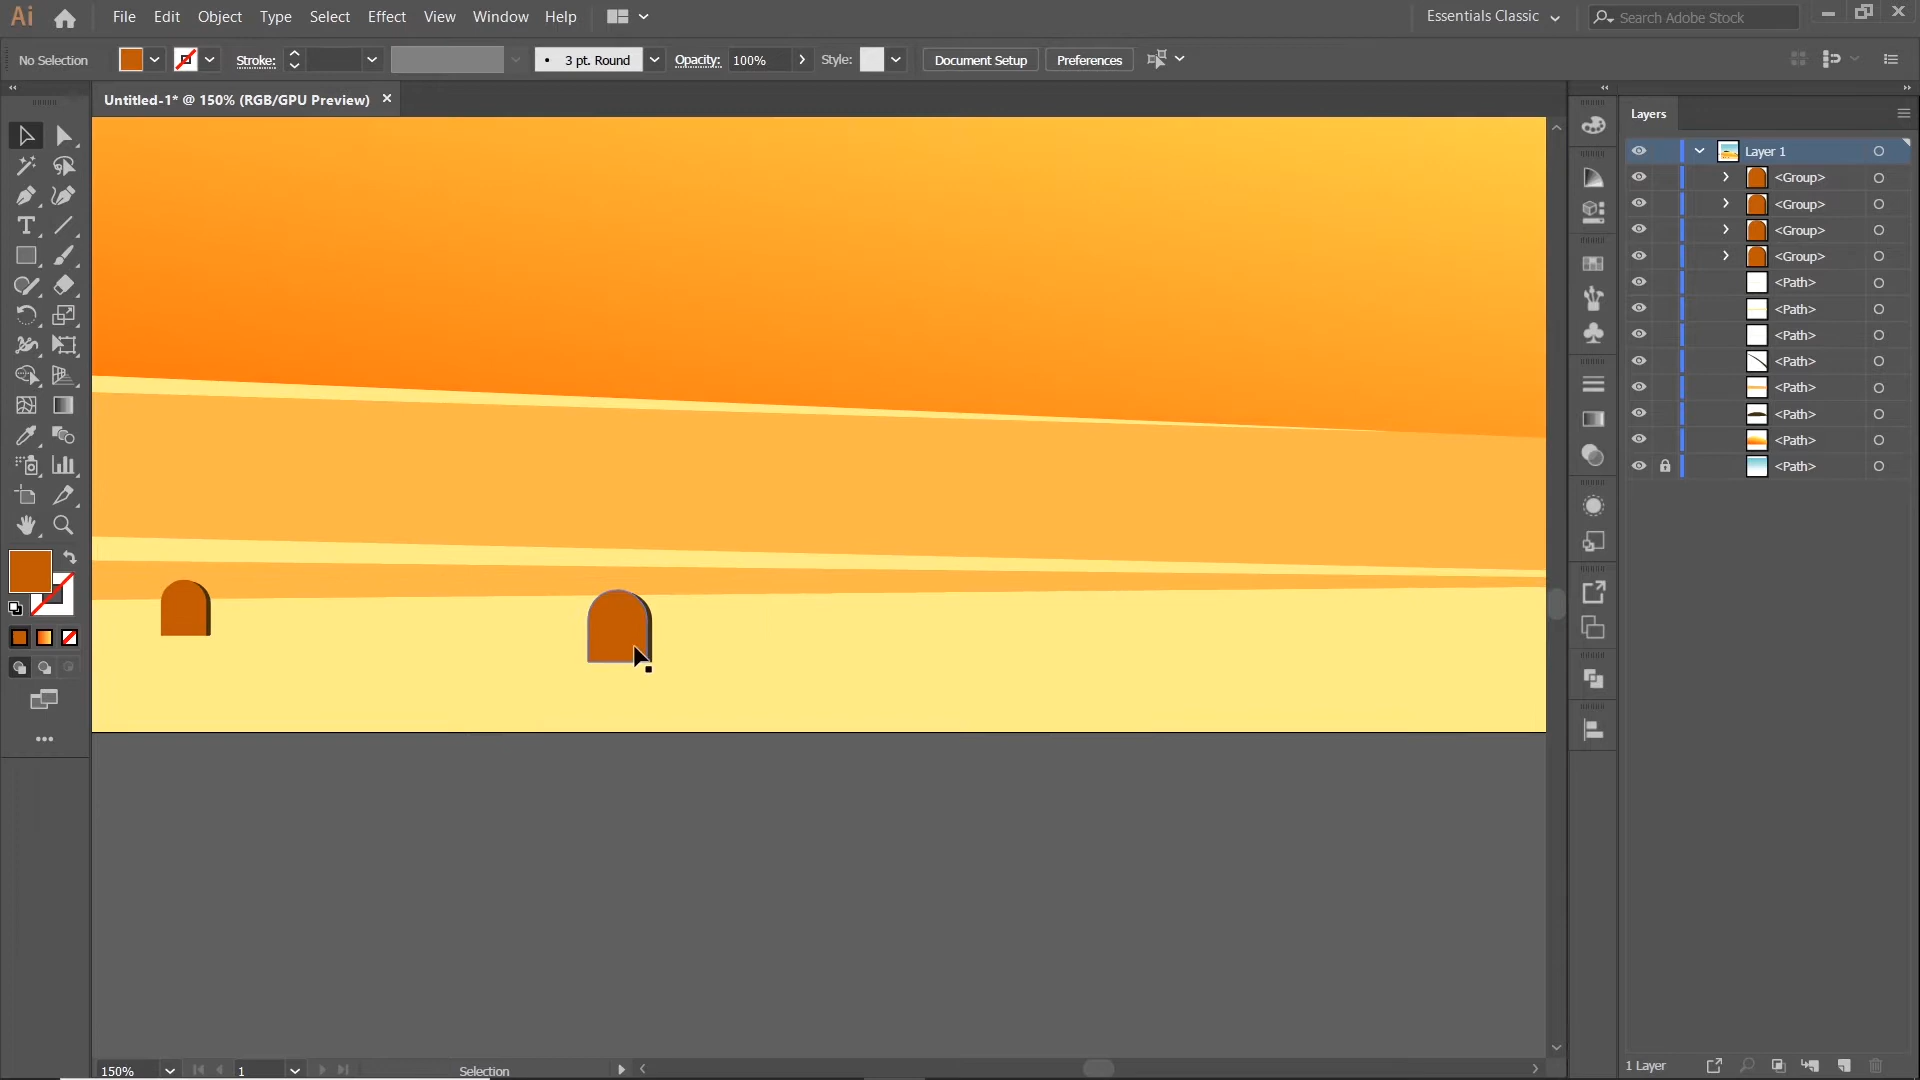 Ai File Edit Object Type Select Effect View Window Help Essentials Classic Search Adobe Stock
No Selection Stroke: 3 pt. Round Opacity: 100% Style: Document Setup Preferences
Untitled-1* @ 150% (RGB/GPU Preview)
Layers
Layer 1
<Group>
<Group>
<Group>
<Group>
<Path>
<Path>
<Path>
<Path>
<Path>
<Path>
<Path>
<Path>
1 Layer
150% 1 Selection